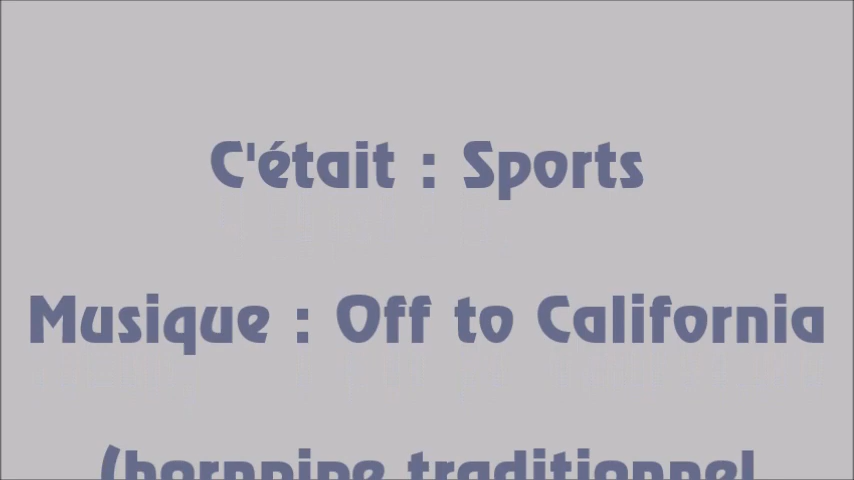 C'était : Sports
Musique : Off to California
(hornpipe traditionnel